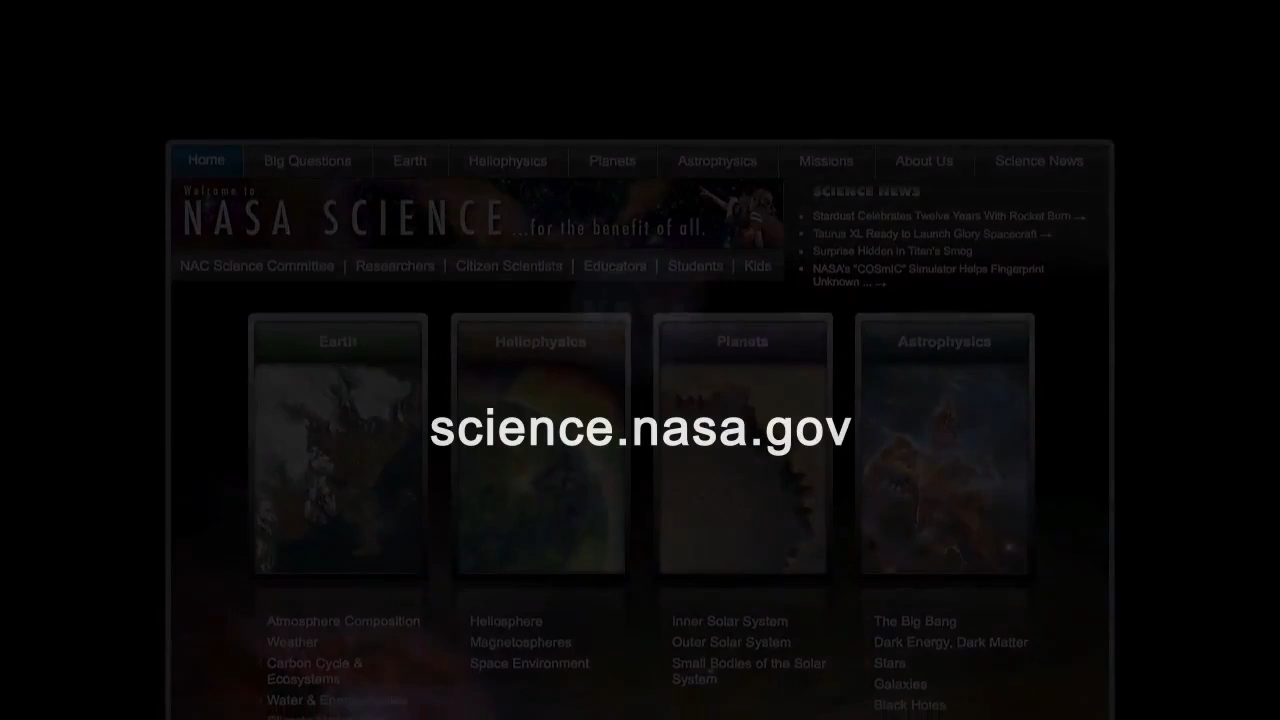 Home Big Questions Earth Heliophysics Planets Astrophysics Missions About Us Science News
Welcome to
NASA SCIENCE ...for the benefit of all.
NAC Science Committee | Researchers | Citizen Scientists | Educators | Students | Kids
SCIENCE NEWS
Stardust Celebrates Twelve Years With Rocket Burn →
Taurus XL Ready to Launch Glory Spacecraft →
Surprise Hidden in Titan's Smog
NASA's "COSmIC" Simulator Helps Fingerprint
Unknown ... →
Earth Heliophysics Planets Astrophysics
science.nasa.gov
Atmosphere Composition
Weather
Carbon Cycle &
Ecosystems
Water &
Heliosphere
Magnetospheres
Space Environment
Inner Solar System
Outer Solar System
Small Bodies of the Solar
System
The Big Bang
Dark Energy, Dark Matter
Stars
Galaxies
Black Holes